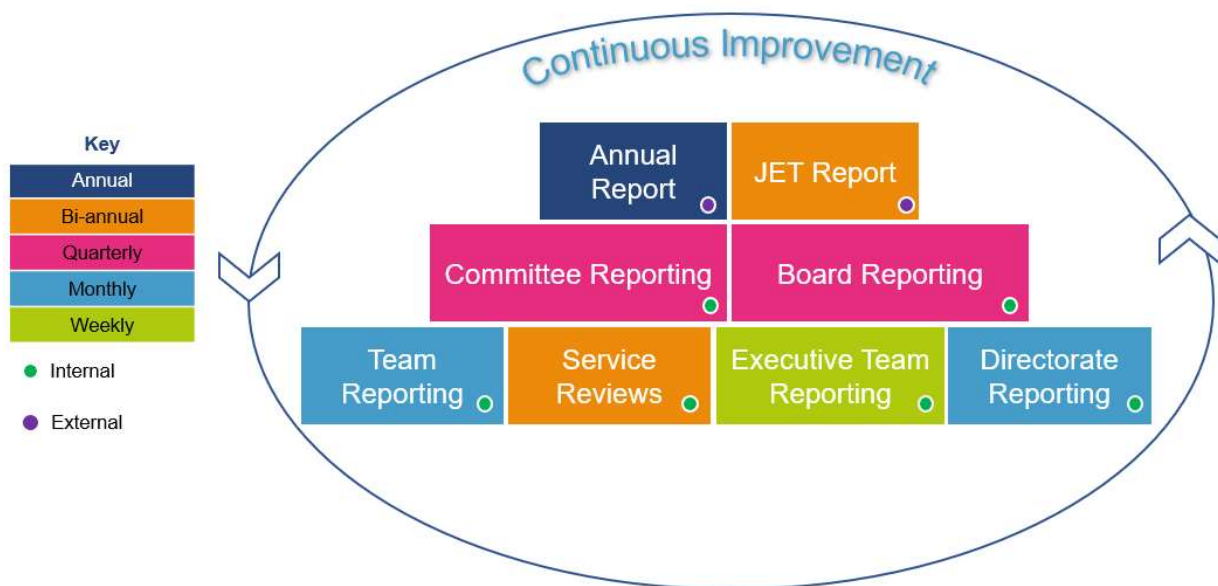 Continuous Improvement
Key
Annual
Bi-annual
Quarterly
Monthly
Weekly
Internal
External
Annual
Report
JET Report
Committee Reporting
Board Reporting
Team
Reporting
Service
Reviews
Executive Team
Reporting
Directorate
Reporting